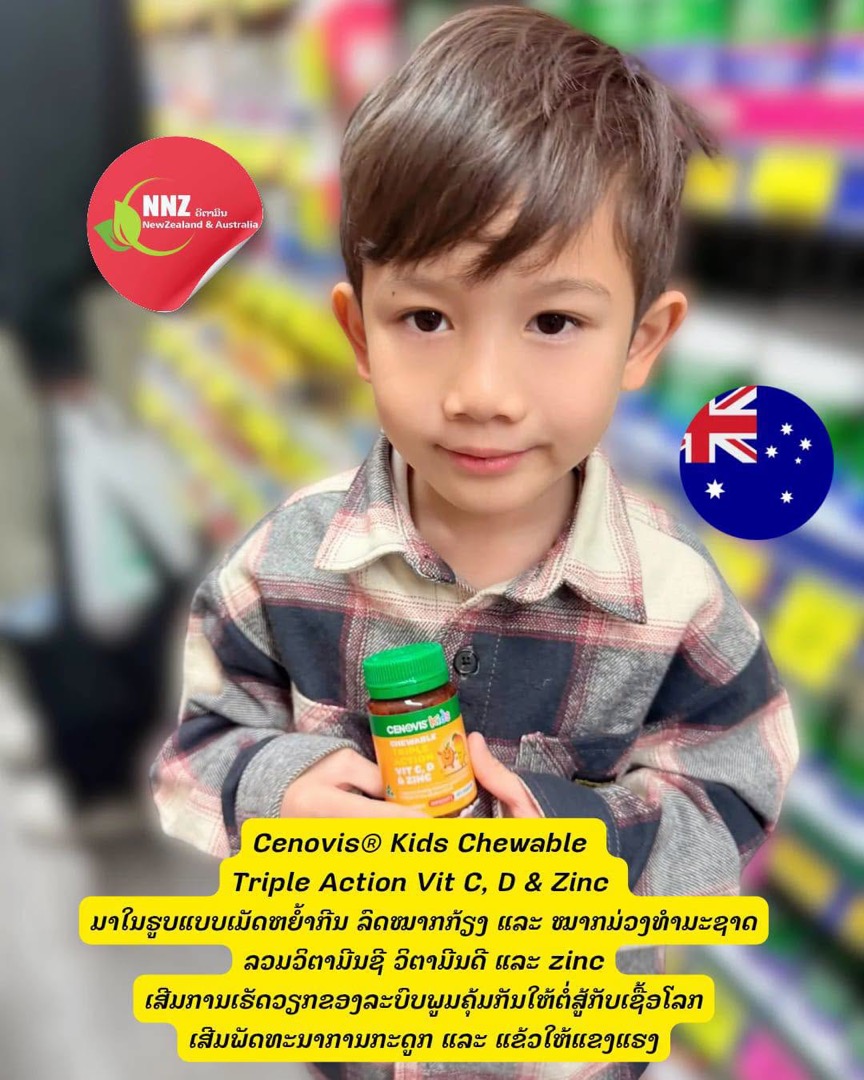 NNZ ວິຕາມິນ
NewZealand & Australia
CENOVIS kids
CHEWABLE
TRIPLE
ACTION
VIT C, D
& ZINC
Cenovis® Kids Chewable
Triple Action Vit C, D & Zinc
ມາໃນຮູບແບບເມັດຫຍ້ຳກິນ ລົດໝາກກ້ຽງ ແລະ ໝາກມ່ວງທຳມະຊາດ
ລວມວິຕາມິນຊີ ວິຕາມິນດີ ແລະ zinc
ເສີມການເຮັດວຽກຂອງລະບົບພູມຄຸ້ມກັນໃຫ້ຕໍ່ສູ້ກັບເຊື້ອໂລກ
ເສີມພັດທະນາການກະດູກ ແລະ ແຂ້ວໃຫ້ແຂງແຮງ